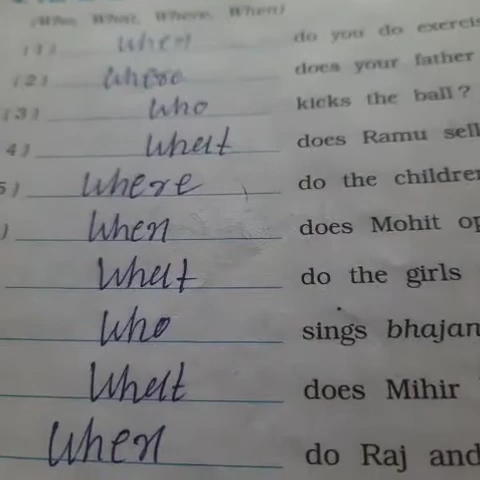 (Who, What, Where, When)
(1) When do you do exercis
(2) Where does your father
(3) Who kicks the ball?
4) What does Ramu sell
5) Where do the children
) When does Mohit op
What do the girls
Who sings bhajan
What does Mihir
When do Raj and